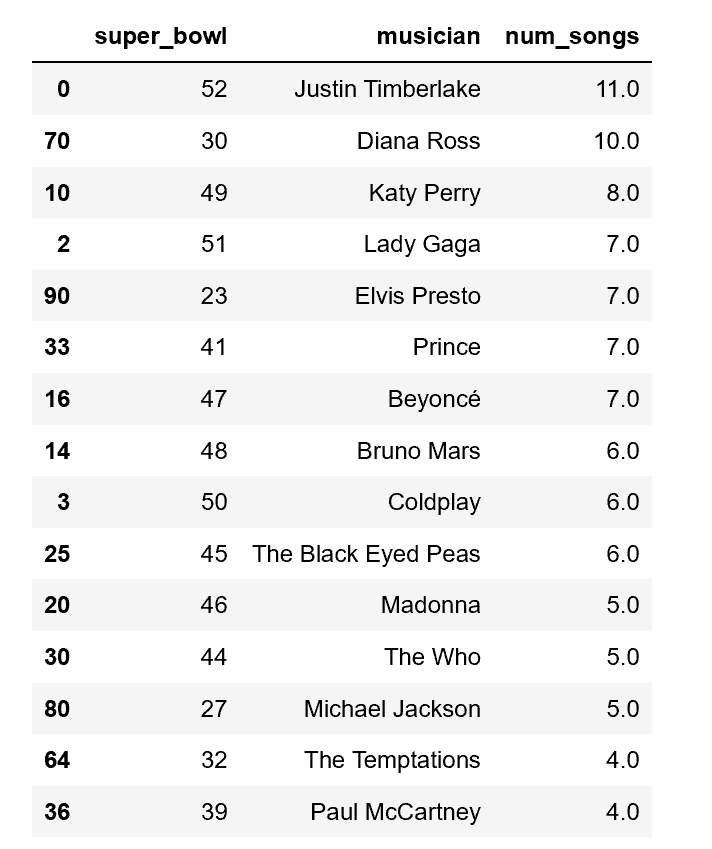 super_bowl musician num_songs
0 52 Justin Timberlake 11.0
70 30 Diana Ross 10.0
10 49 Katy Perry 8.0
2 51 Lady Gaga 7.0
90 23 Elvis Presto 7.0
33 41 Prince 7.0
16 47 Beyoncé 7.0
14 48 Bruno Mars 6.0
3 50 Coldplay 6.0
25 45 The Black Eyed Peas 6.0
20 46 Madonna 5.0
30 44 The Who 5.0
80 27 Michael Jackson 5.0
64 32 The Temptations 4.0
36 39 Paul McCartney 4.0